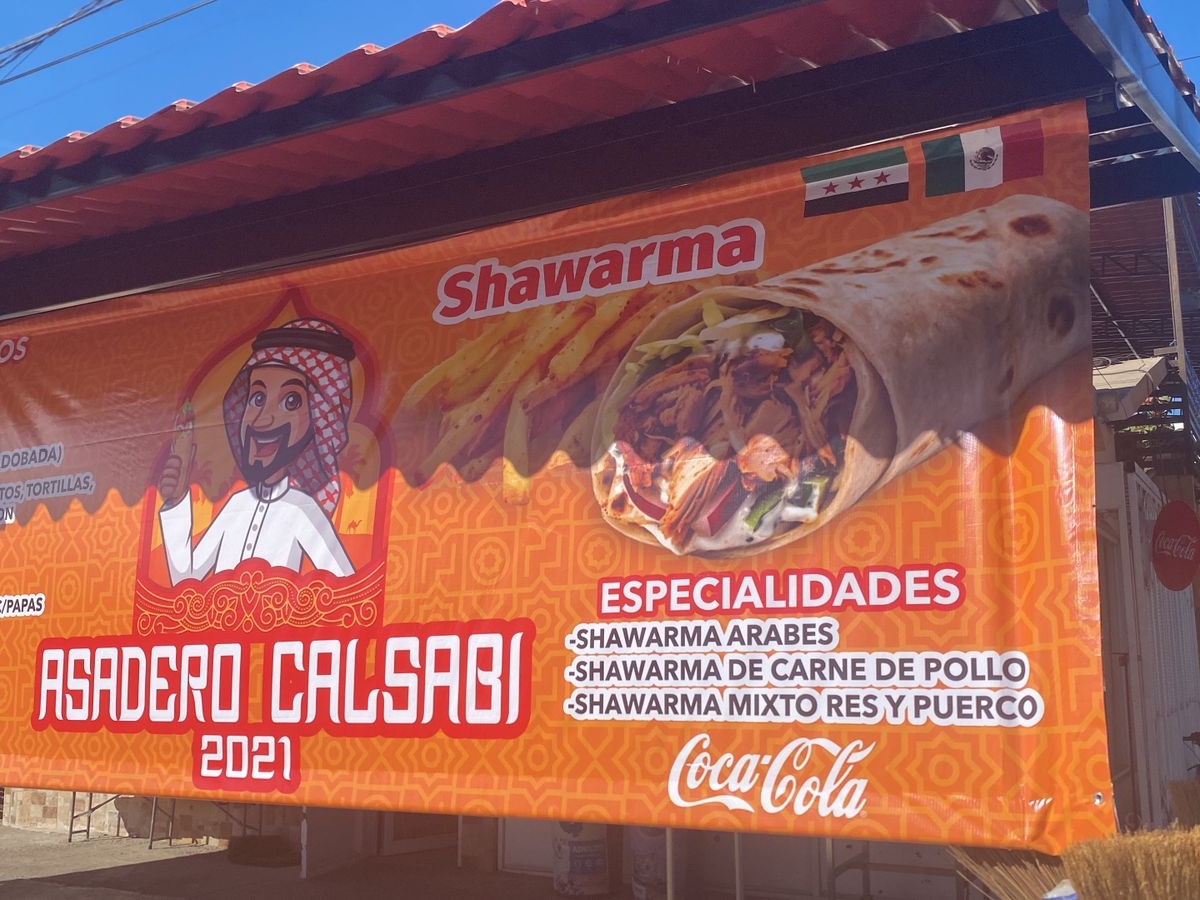 OS
Shawarma
DOBADA)
TOS, TORTILLAS,
ON
C/PAPAS
ASADERO CALSABI
2021
ESPECIALIDADES
-SHAWARMA ARABES
-SHAWARMA DE CARNE DE POLLO
-SHAWARMA MIXTO RES Y PUERCO
Coca-Cola
Coca-Cola